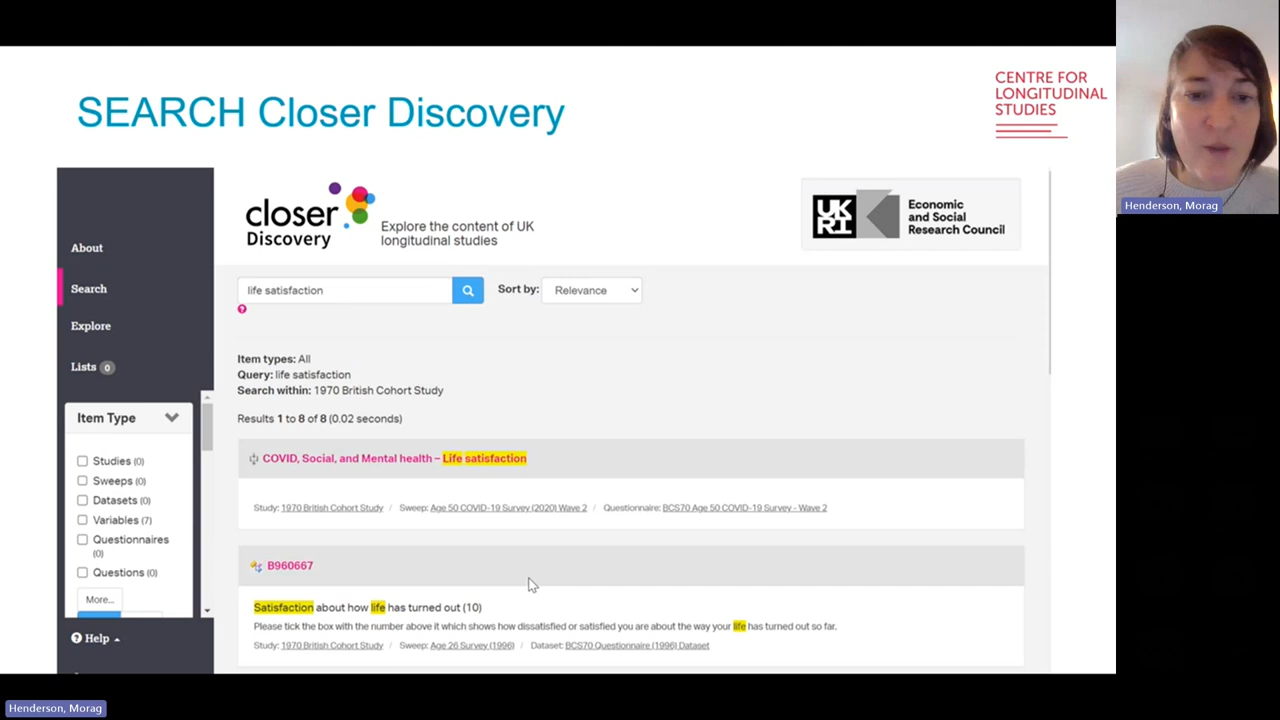 SEARCH Closer Discovery
CENTRE FOR
LONGITUDINAL
STUDIES
Henderson, Morag
About
Search
Explore
Lists 0
Item Type
Studies (0)
Sweeps (0)
Datasets (0)
Variables (7)
Questionnaires
(0)
Questions (0)
More...
? Help
closer
Discovery
Explore the content of UK
longitudinal studies
UK
RI
Economic
and Social
Research Council
life satisfaction
Sort by: Relevance
?
Item types: All
Query: life satisfaction
Search within: 1970 British Cohort Study
Results 1 to 8 of 8 (0.02 seconds)
COVID, Social, and Mental health – Life satisfaction
Study: 1970 British Cohort Study / Sweep: Age 50 COVID-19 Survey (2020) Wave 2 / Questionnaire: BCS70 Age 50 COVID-19 Survey - Wave 2
B960667
Satisfaction about how life has turned out (10)
Please tick the box with the number above it which shows how dissatisfied or satisfied you are about the way your life has turned out so far.
Study: 1970 British Cohort Study / Sweep: Age 26 Survey (1996) / Dataset: BCS70 Questionnaire (1996) Dataset
Henderson, Morag